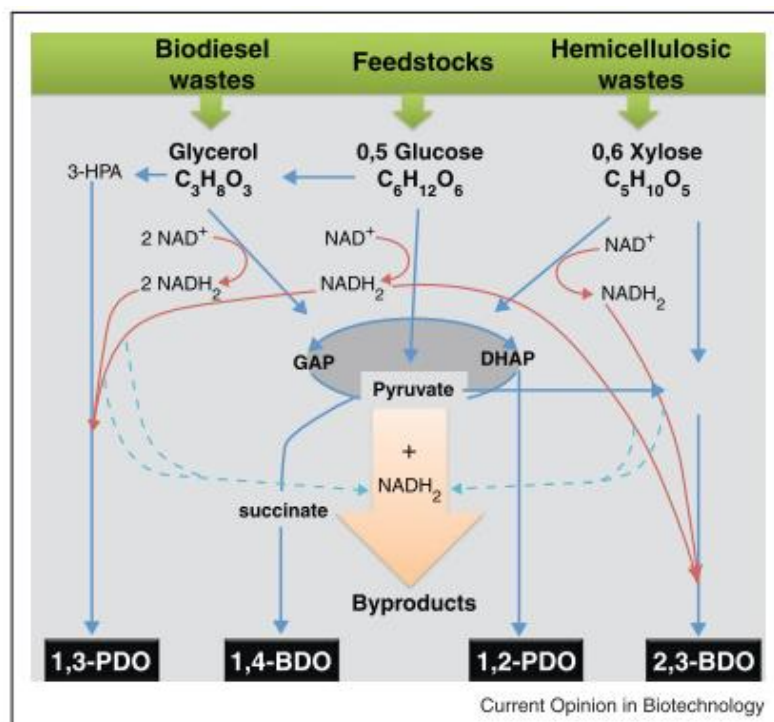 Biodiesel wastes
Feedstocks
Hemicellulosic wastes
3-HPA
Glycerol
C₃H₈O₃
0,5 Glucose
C₆H₁₂O₆
0,6 Xylose
C₅H₁₀O₅
2 NAD⁺
NAD⁺
NAD⁺
2 NADH₂
NADH₂
NADH₂
GAP
DHAP
Pyruvate
+
NADH₂
succinate
Byproducts
1,3-PDO
1,4-BDO
1,2-PDO
2,3-BDO
Current Opinion in Biotechnology